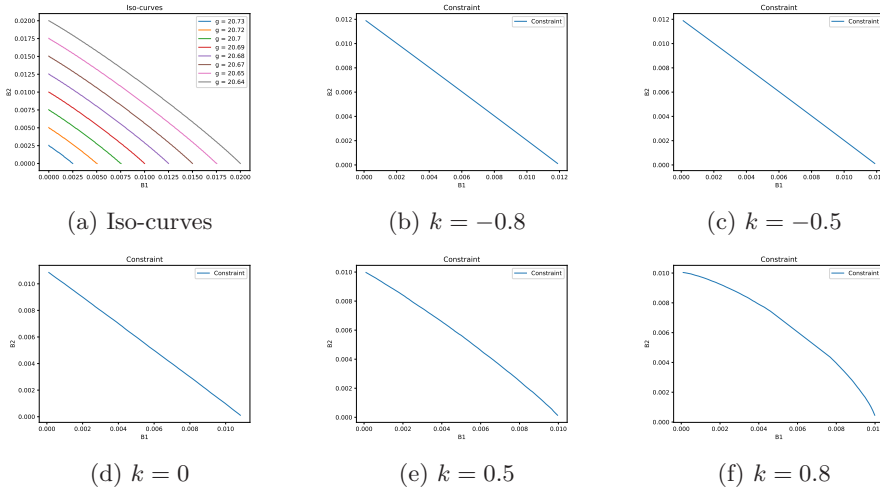 Iso-curves
0.0200
0.0175
0.0150
0.0125
0.0100
0.0075
0.0050
0.0025
0.0000
B2
g = 20.73
g = 20.72
g = 20.7
g = 20.69
g = 20.68
g = 20.67
g = 20.65
g = 20.64
0.0000 0.0025 0.0050 0.0075 0.0100 0.0125 0.0150 0.0175 0.0200
B1
(a) Iso-curves
Constraint
0.012
0.010
0.008
0.006
0.004
0.002
0.000
B2
Constraint
0.000 0.002 0.004 0.006 0.008 0.010 0.012
B1
(b) k = −0.8
Constraint
0.012
0.010
0.008
0.006
0.004
0.002
0.000
B2
Constraint
0.000 0.002 0.004 0.006 0.008 0.010 0.012
B1
(c) k = −0.5
Constraint
0.010
0.008
0.006
0.004
0.002
0.000
B2
Constraint
0.000 0.002 0.004 0.006 0.008 0.010
B1
(d) k = 0
Constraint
0.010
0.008
0.006
0.004
0.002
0.000
B2
Constraint
0.000 0.002 0.004 0.006 0.008 0.010
B1
(e) k = 0.5
Constraint
0.010
0.008
0.006
0.004
0.002
0.000
B2
Constraint
0.000 0.002 0.004 0.006 0.008 0.010
B1
(f) k = 0.8